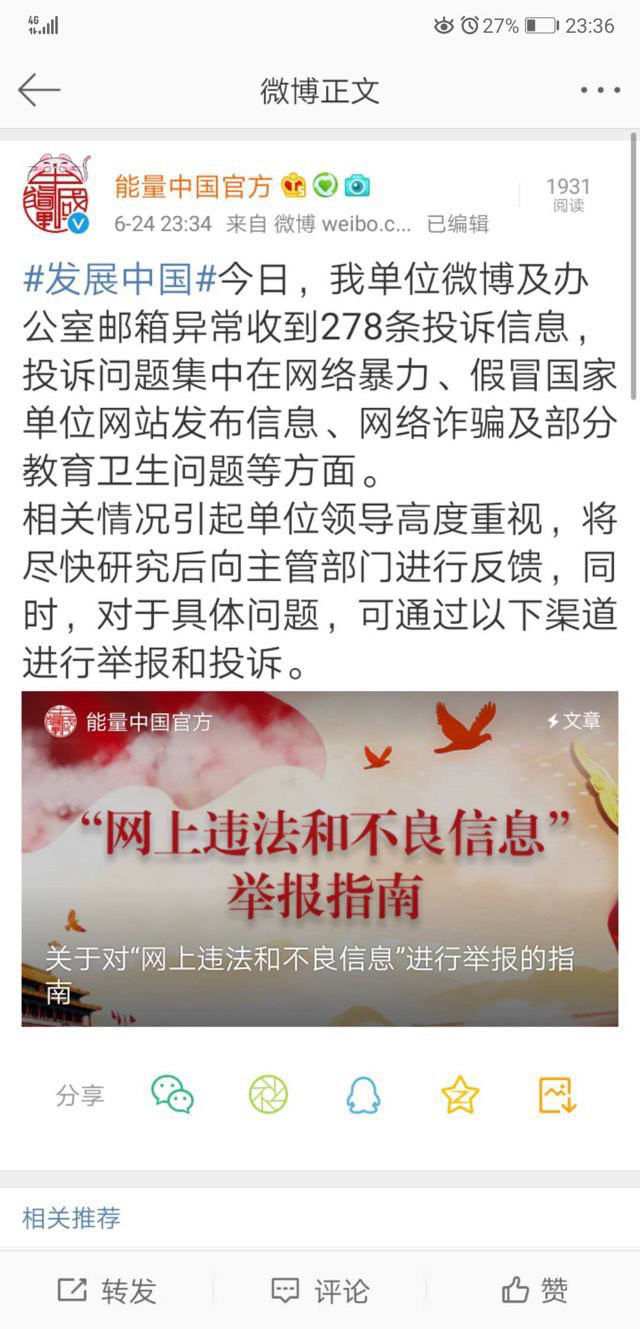 4G
27%
23:36
微博正文
能量中国官方
1931
阅读
6-24 23:34 来自 微博 weibo.c... 已编辑
#发展中国#今日，我单位微博及办
公室邮箱异常收到278条投诉信息，
投诉问题集中在网络暴力、假冒国家
单位网站发布信息、网络诈骗及部分
教育卫生问题等方面。
相关情况引起单位领导高度重视，将
尽快研究后向主管部门进行反馈，同
时，对于具体问题，可通过以下渠道
进行举报和投诉。
能量中国官方
文章
“网上违法和不良信息”
举报指南
关于对“网上违法和不良信息”进行举报的指
南
分享
相关推荐
转发
评论
赞